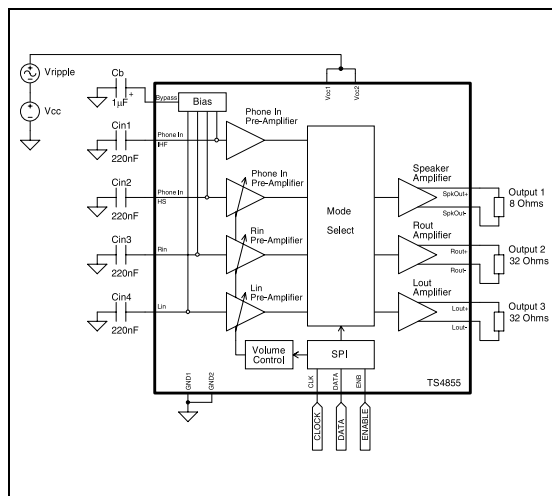 Vripple
Vcc
Cb
1µF
+
Bypass
Bias
Vcc1
Vcc2
Cin1
220nF
Phone In
IHF
Phone In
Pre-Amplifier
Cin2
220nF
Phone In
HS
Phone In
Pre-Amplifier
Cin3
220nF
Rin
Rin
Pre-Amplifier
Cin4
220nF
Lin
Lin
Pre-Amplifier
Mode
Select
Speaker
Amplifier
SpkOut+
SpkOut-
Output 1
8 Ohms
Rout
Amplifier
Rout+
Rout-
Output 2
32 Ohms
Lout
Amplifier
Lout+
Lout-
Output 3
32 Ohms
Volume
Control
SPI
GND1
GND2
CLK
DATA
ENB
TS4855
CLOCK
DATA
ENABLE